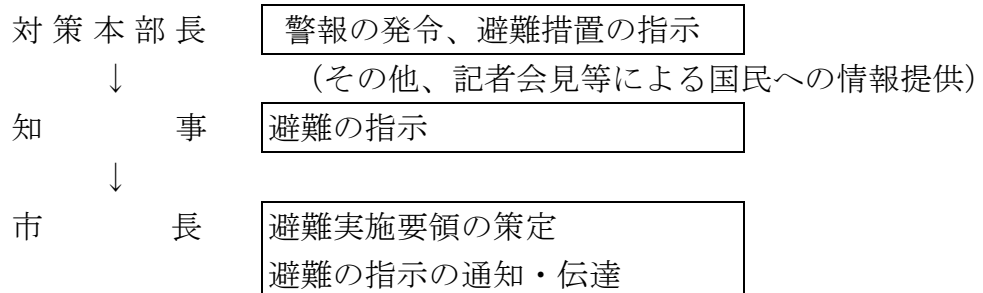 対策本部長 警報の発令、避難措置の指示
↓ (その他、記者会見等による国民への情報提供)
知事 避難の指示
↓
市長 避難実施要領の策定
避難の指示の通知・伝達